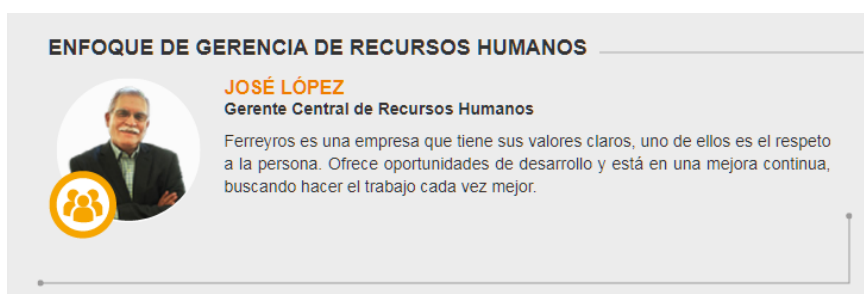 ENFOQUE DE GERENCIA DE RECURSOS HUMANOS
JOSÉ LÓPEZ
Gerente Central de Recursos Humanos
Ferreyros es una empresa que tiene sus valores claros, uno de ellos es el respeto
a la persona. Ofrece oportunidades de desarrollo y está en una mejora continua,
buscando hacer el trabajo cada vez mejor.